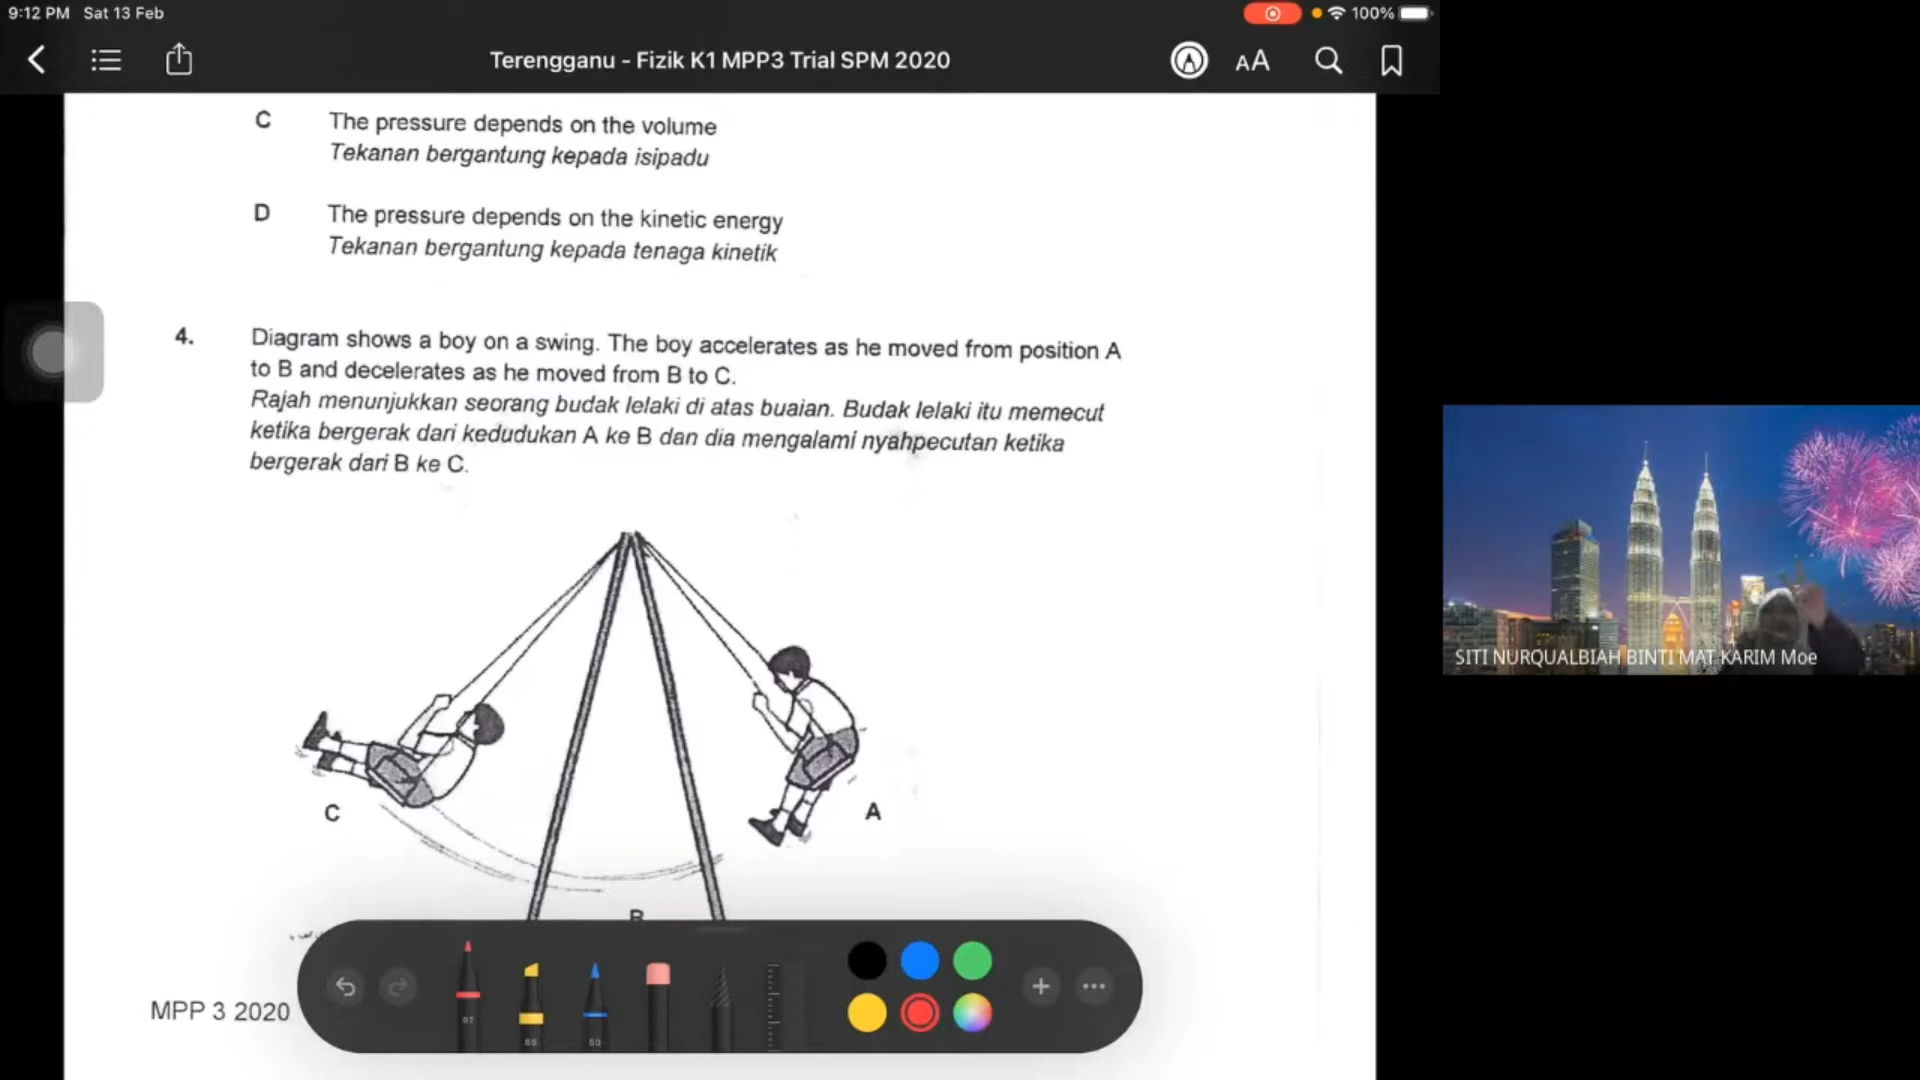 9:12 PM Sat 13 Feb
100%
Terengganu - Fizik K1 MPP3 Trial SPM 2020
AA
C The pressure depends on the volume
Tekanan bergantung kepada isipadu
D The pressure depends on the kinetic energy
Tekanan bergantung kepada tenaga kinetik
4. Diagram shows a boy on a swing. The boy accelerates as he moved from position A
to B and decelerates as he moved from B to C.
Rajah menunjukkan seorang budak lelaki di atas buaian. Budak lelaki itu memecut
ketika bergerak dari kedudukan A ke B dan dia mengalami nyahpecutan ketika
bergerak dari B ke C.
C
A
B
MPP 3 2020
97
80
SITI NURQUALBIAH BINTI MAT KARIM Moe